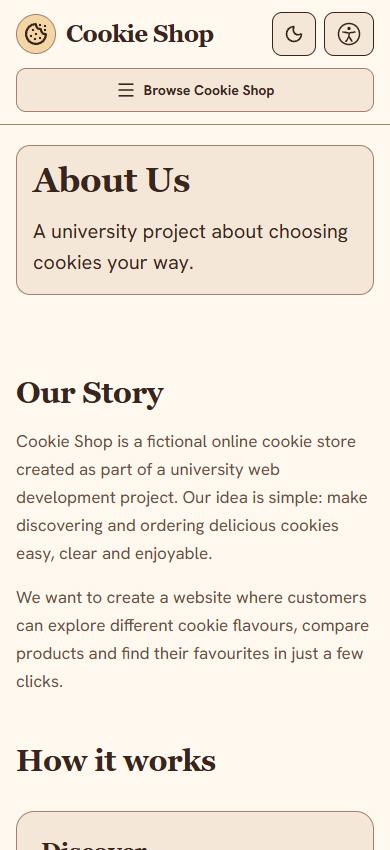 Cookie Shop
Browse Cookie Shop
About Us
A university project about choosing
cookies your way.
Our Story
Cookie Shop is a fictional online cookie store
created as part of a university web
development project. Our idea is simple: make
discovering and ordering delicious cookies
easy, clear and enjoyable.
We want to create a website where customers
can explore different cookie flavours, compare
products and find their favourites in just a few
clicks.
How it works
Discover